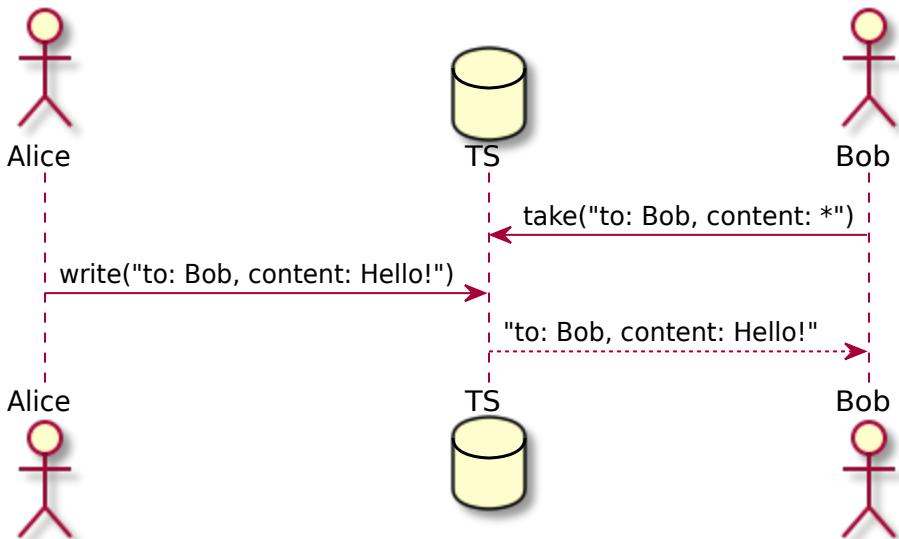 Alice
TS
Bob
take("to: Bob, content: *")
write("to: Bob, content: Hello!")
"to: Bob, content: Hello!"
Alice
TS
Bob